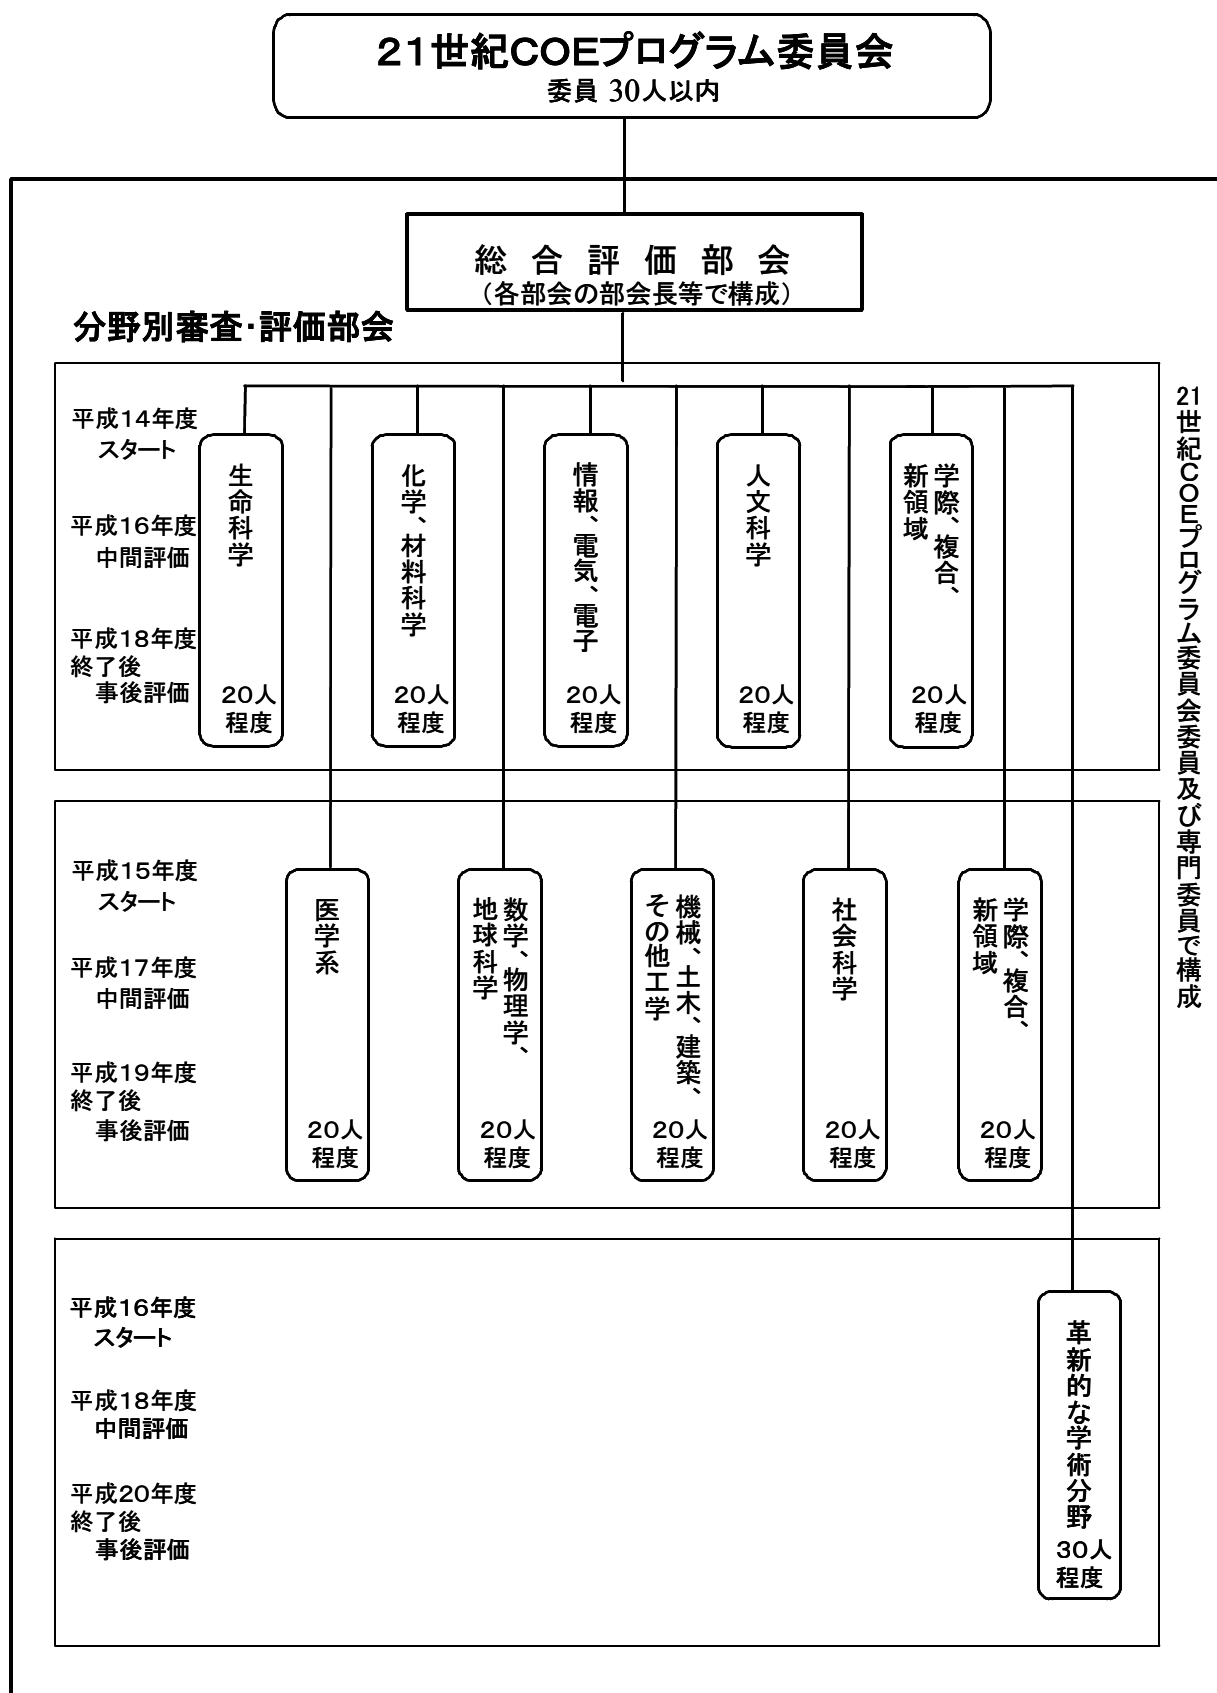 21世紀COEプログラム委員会
委員 30人以内
総合評価部会
（各部会の部会長等で構成）
分野別審査・評価部会
平成14年度
スタート
平成16年度
中間評価
平成18年度
終了後
事後評価
生命科学
20人
程度
化学、材料科学
20人
程度
情報、電気、電子
20人
程度
人文科学
20人
程度
学際、複合、
新領域
20人
程度
平成15年度
スタート
平成17年度
中間評価
平成19年度
終了後
事後評価
医学系
20人
程度
数学、物理学、
地球科学
20人
程度
機械、土木、建築、
その他工学
20人
程度
社会科学
20人
程度
学際、複合、
新領域
20人
程度
平成16年度
スタート
平成18年度
中間評価
平成20年度
終了後
事後評価
革新的な学術分野
30人
程度
21世紀COEプログラム委員会委員及び専門委員で構成